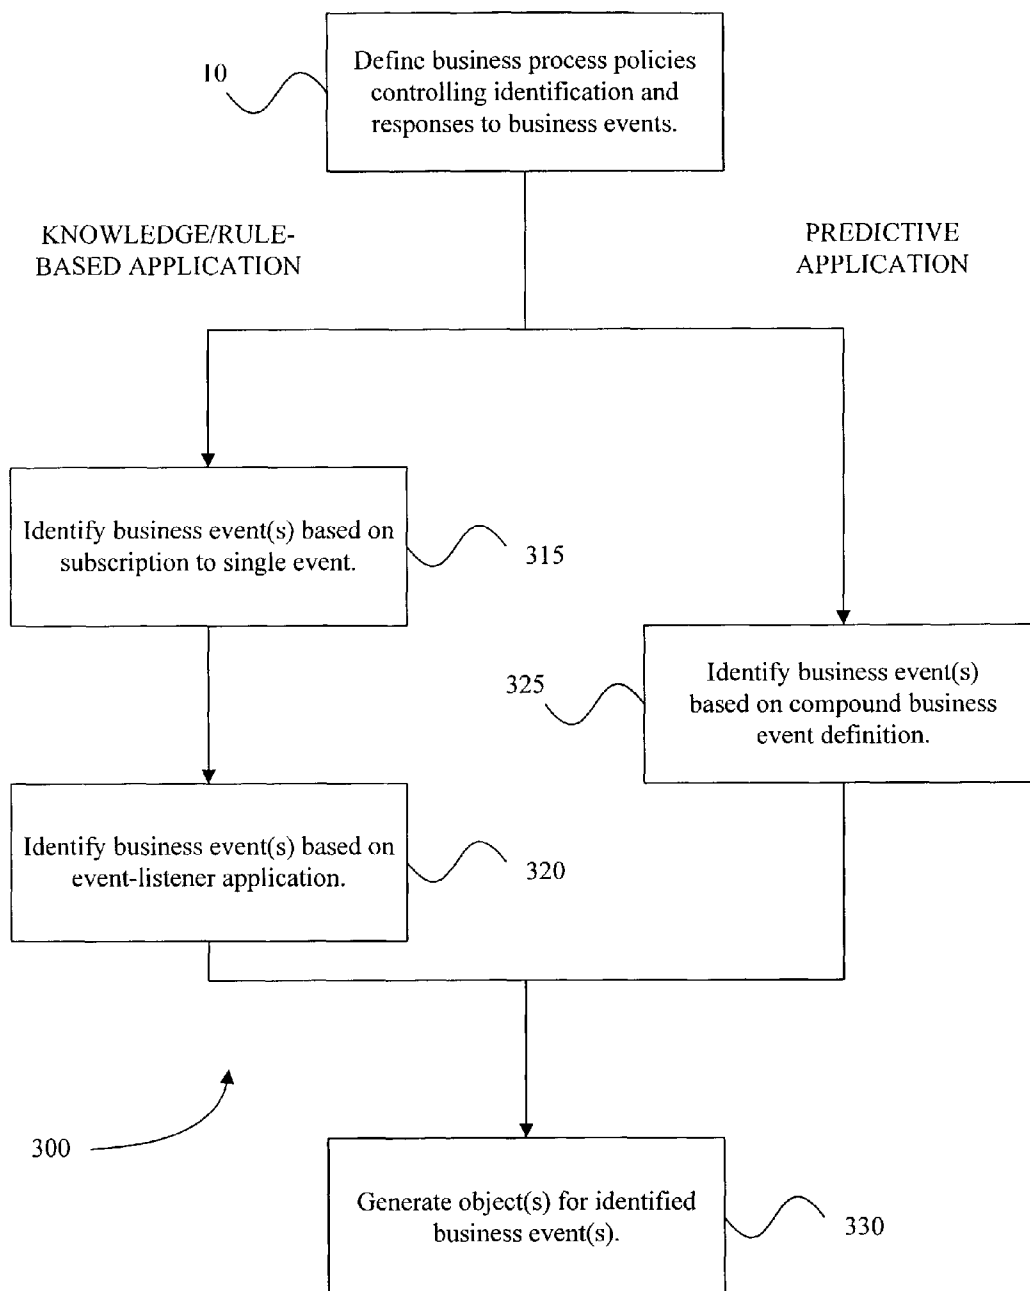 Define business process policies
controlling identification and
responses to business events.
10
KNOWLEDGE/RULE-
BASED APPLICATION
PREDICTIVE
APPLICATION
Identify business event(s) based on
subscription to single event.
315
325
Identify business event(s)
based on compound business
event definition.
Identify business event(s) based on
event-listener application.
320
300
Generate object(s) for identified
business event(s).
330